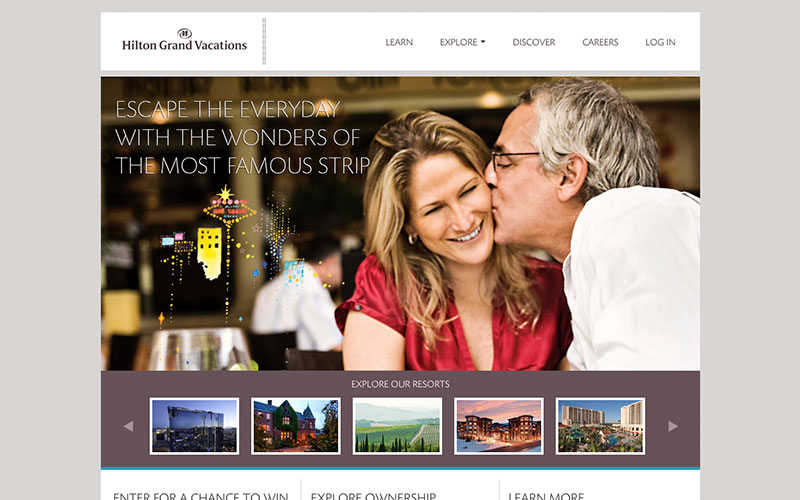 Hilton Grand Vacations
LEARN
EXPLORE
DISCOVER
CAREERS
LOG IN
ESCAPE THE EVERYDAY
WITH THE WONDERS OF
THE MOST FAMOUS STRIP
EXPLORE OUR RESORTS
ENTER FOR A CHANCE TO WIN
EXPLORE OWNERSHIP
LEARN MORE